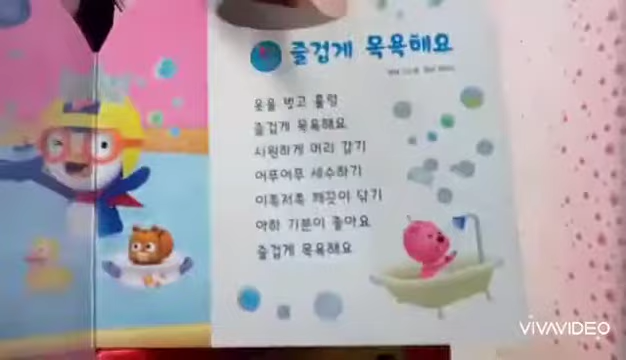 즐겁게 목욕해요
옷을 벗고 훌렁
즐겁게 목욕해요
시원하게 머리 감기
어푸어푸 세수하기
이쪽저쪽 깨끗이 닦기
아하 기분이 좋아요
즐겁게 목욕해요
VIVAVIDEO